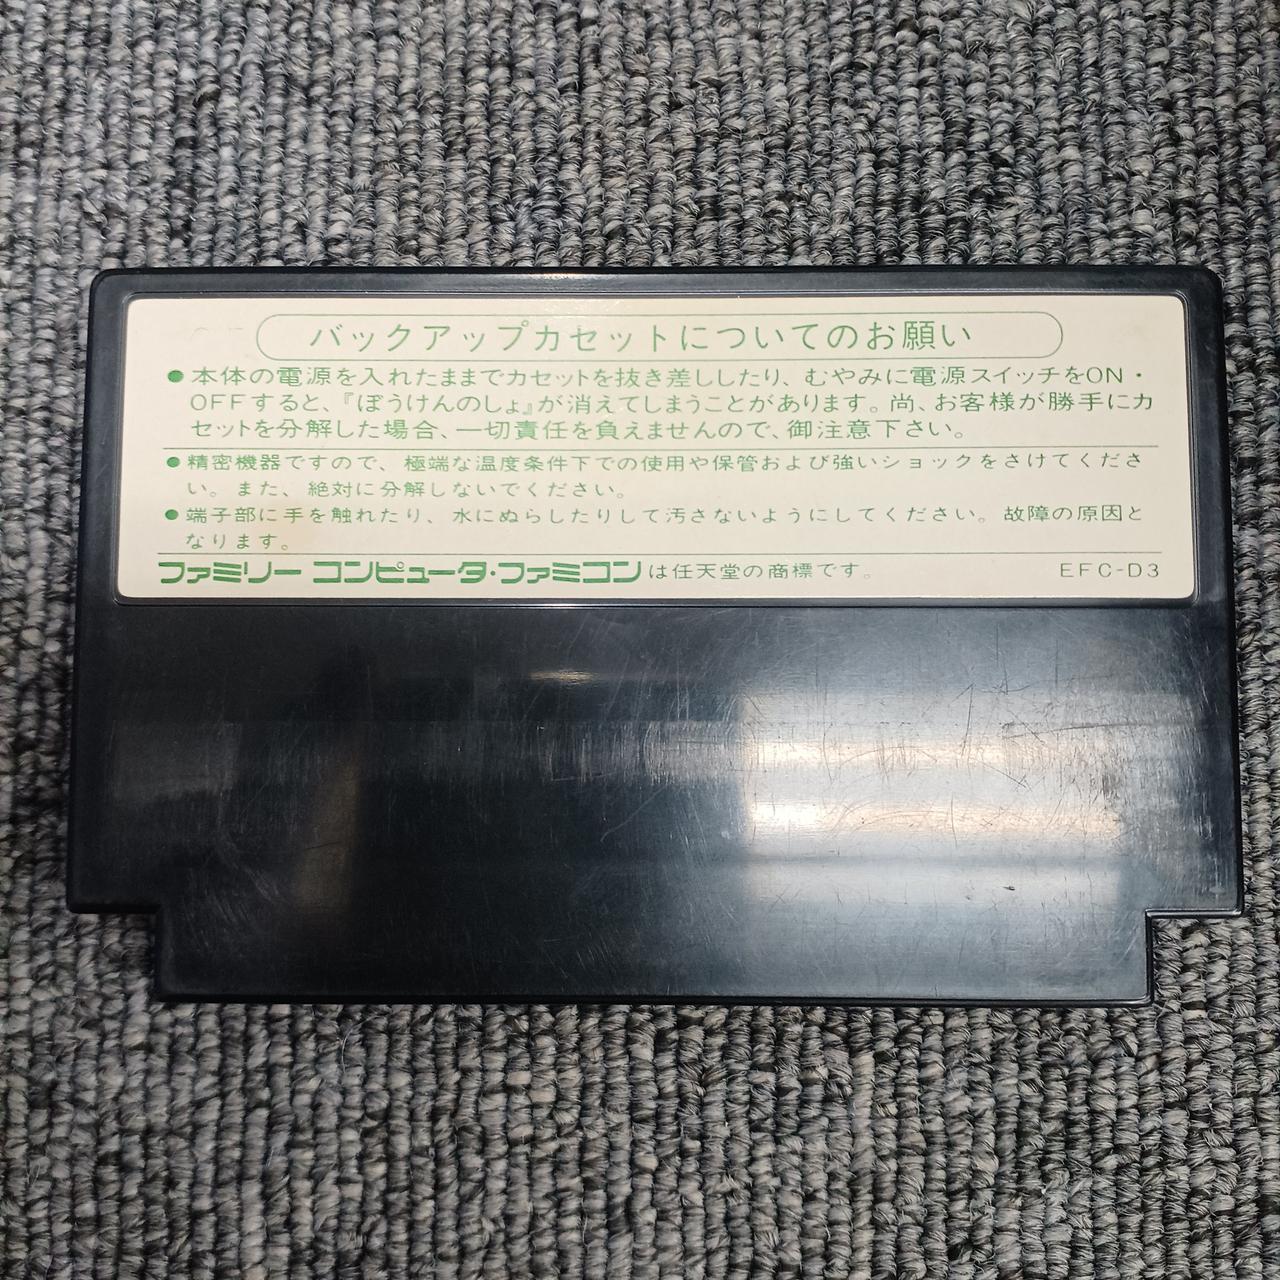 バックアップカセットについてのお願い
●本体の電源を入れたままでカセットを抜き差ししたり、むやみに電源スイッチをON・
OFFすると、『ぼうけんのしょ』が消えてしまうことがあります。尚、お客様が勝手にカ
セットを分解した場合、一切責任を負えませんので、御注意下さい。
●精密機器ですので、極端な温度条件下での使用や保管および強いショックをさけてくださ
い。また、絶対に分解しないでください。
●端子部に手を触れたり、水にぬらしたりして汚さないようにしてください。故障の原因と
なります。
ファミリー コンピュータ・ファミコン は任天堂の商標です。 EFC-D3